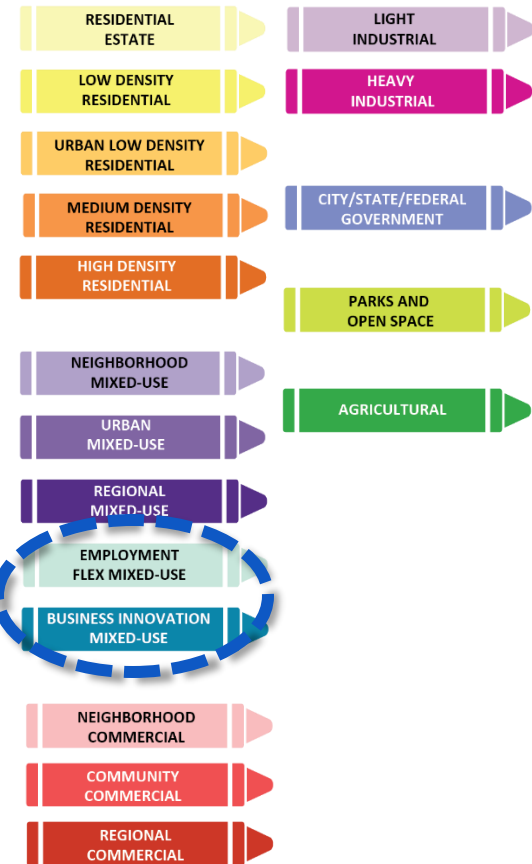 RESIDENTIAL
ESTATE
LOW DENSITY
RESIDENTIAL
URBAN LOW DENSITY
RESIDENTIAL
MEDIUM DENSITY
RESIDENTIAL
HIGH DENSITY
RESIDENTIAL
NEIGHBORHOOD
MIXED-USE
URBAN
MIXED-USE
REGIONAL
MIXED-USE
EMPLOYMENT
FLEX MIXED-USE
BUSINESS INNOVATION
MIXED-USE
NEIGHBORHOOD
COMMERCIAL
COMMUNITY
COMMERCIAL
REGIONAL
COMMERCIAL
LIGHT
INDUSTRIAL
HEAVY
INDUSTRIAL
CITY/STATE/FEDERAL
GOVERNMENT
PARKS AND
OPEN SPACE
AGRICULTURAL